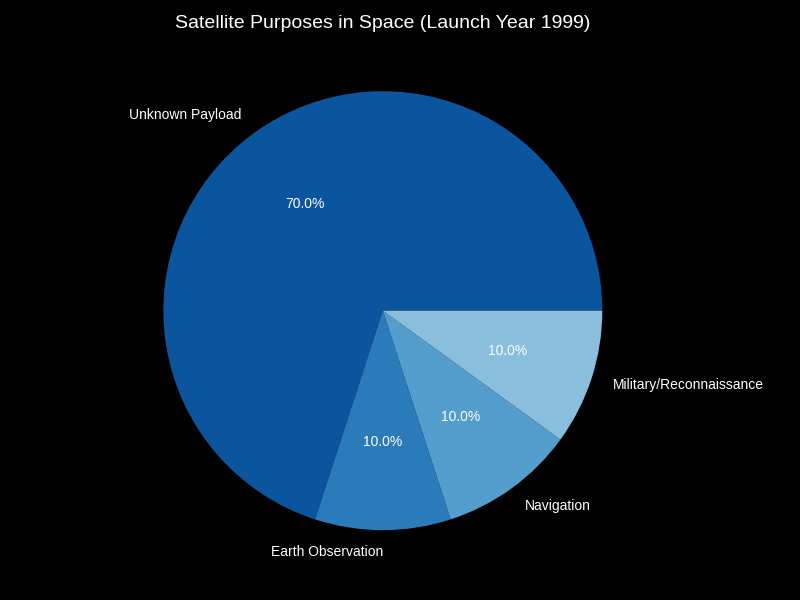 Satellite Purposes in Space (Launch Year 1999)
Unknown Payload
70.0%
10.0%
Military/Reconnaissance
10.0%
10.0%
Navigation
Earth Observation